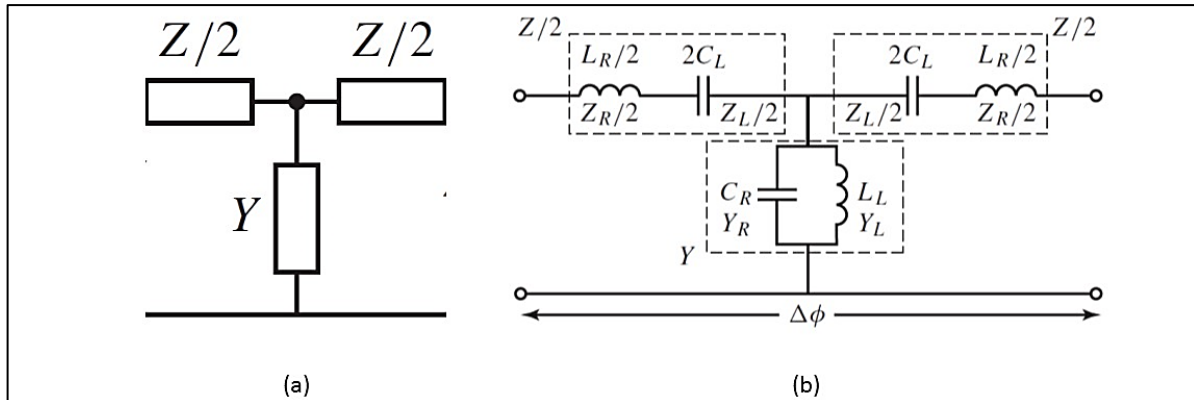 Z/2 Z/2
Y
(a)
Z/2 Z/2
L_R/2 2C_L 2C_L L_R/2
Z_R/2 Z_L/2 Z_L/2 Z_R/2
C_R L_L
Y_R Y_L
Y
Δϕ
(b)